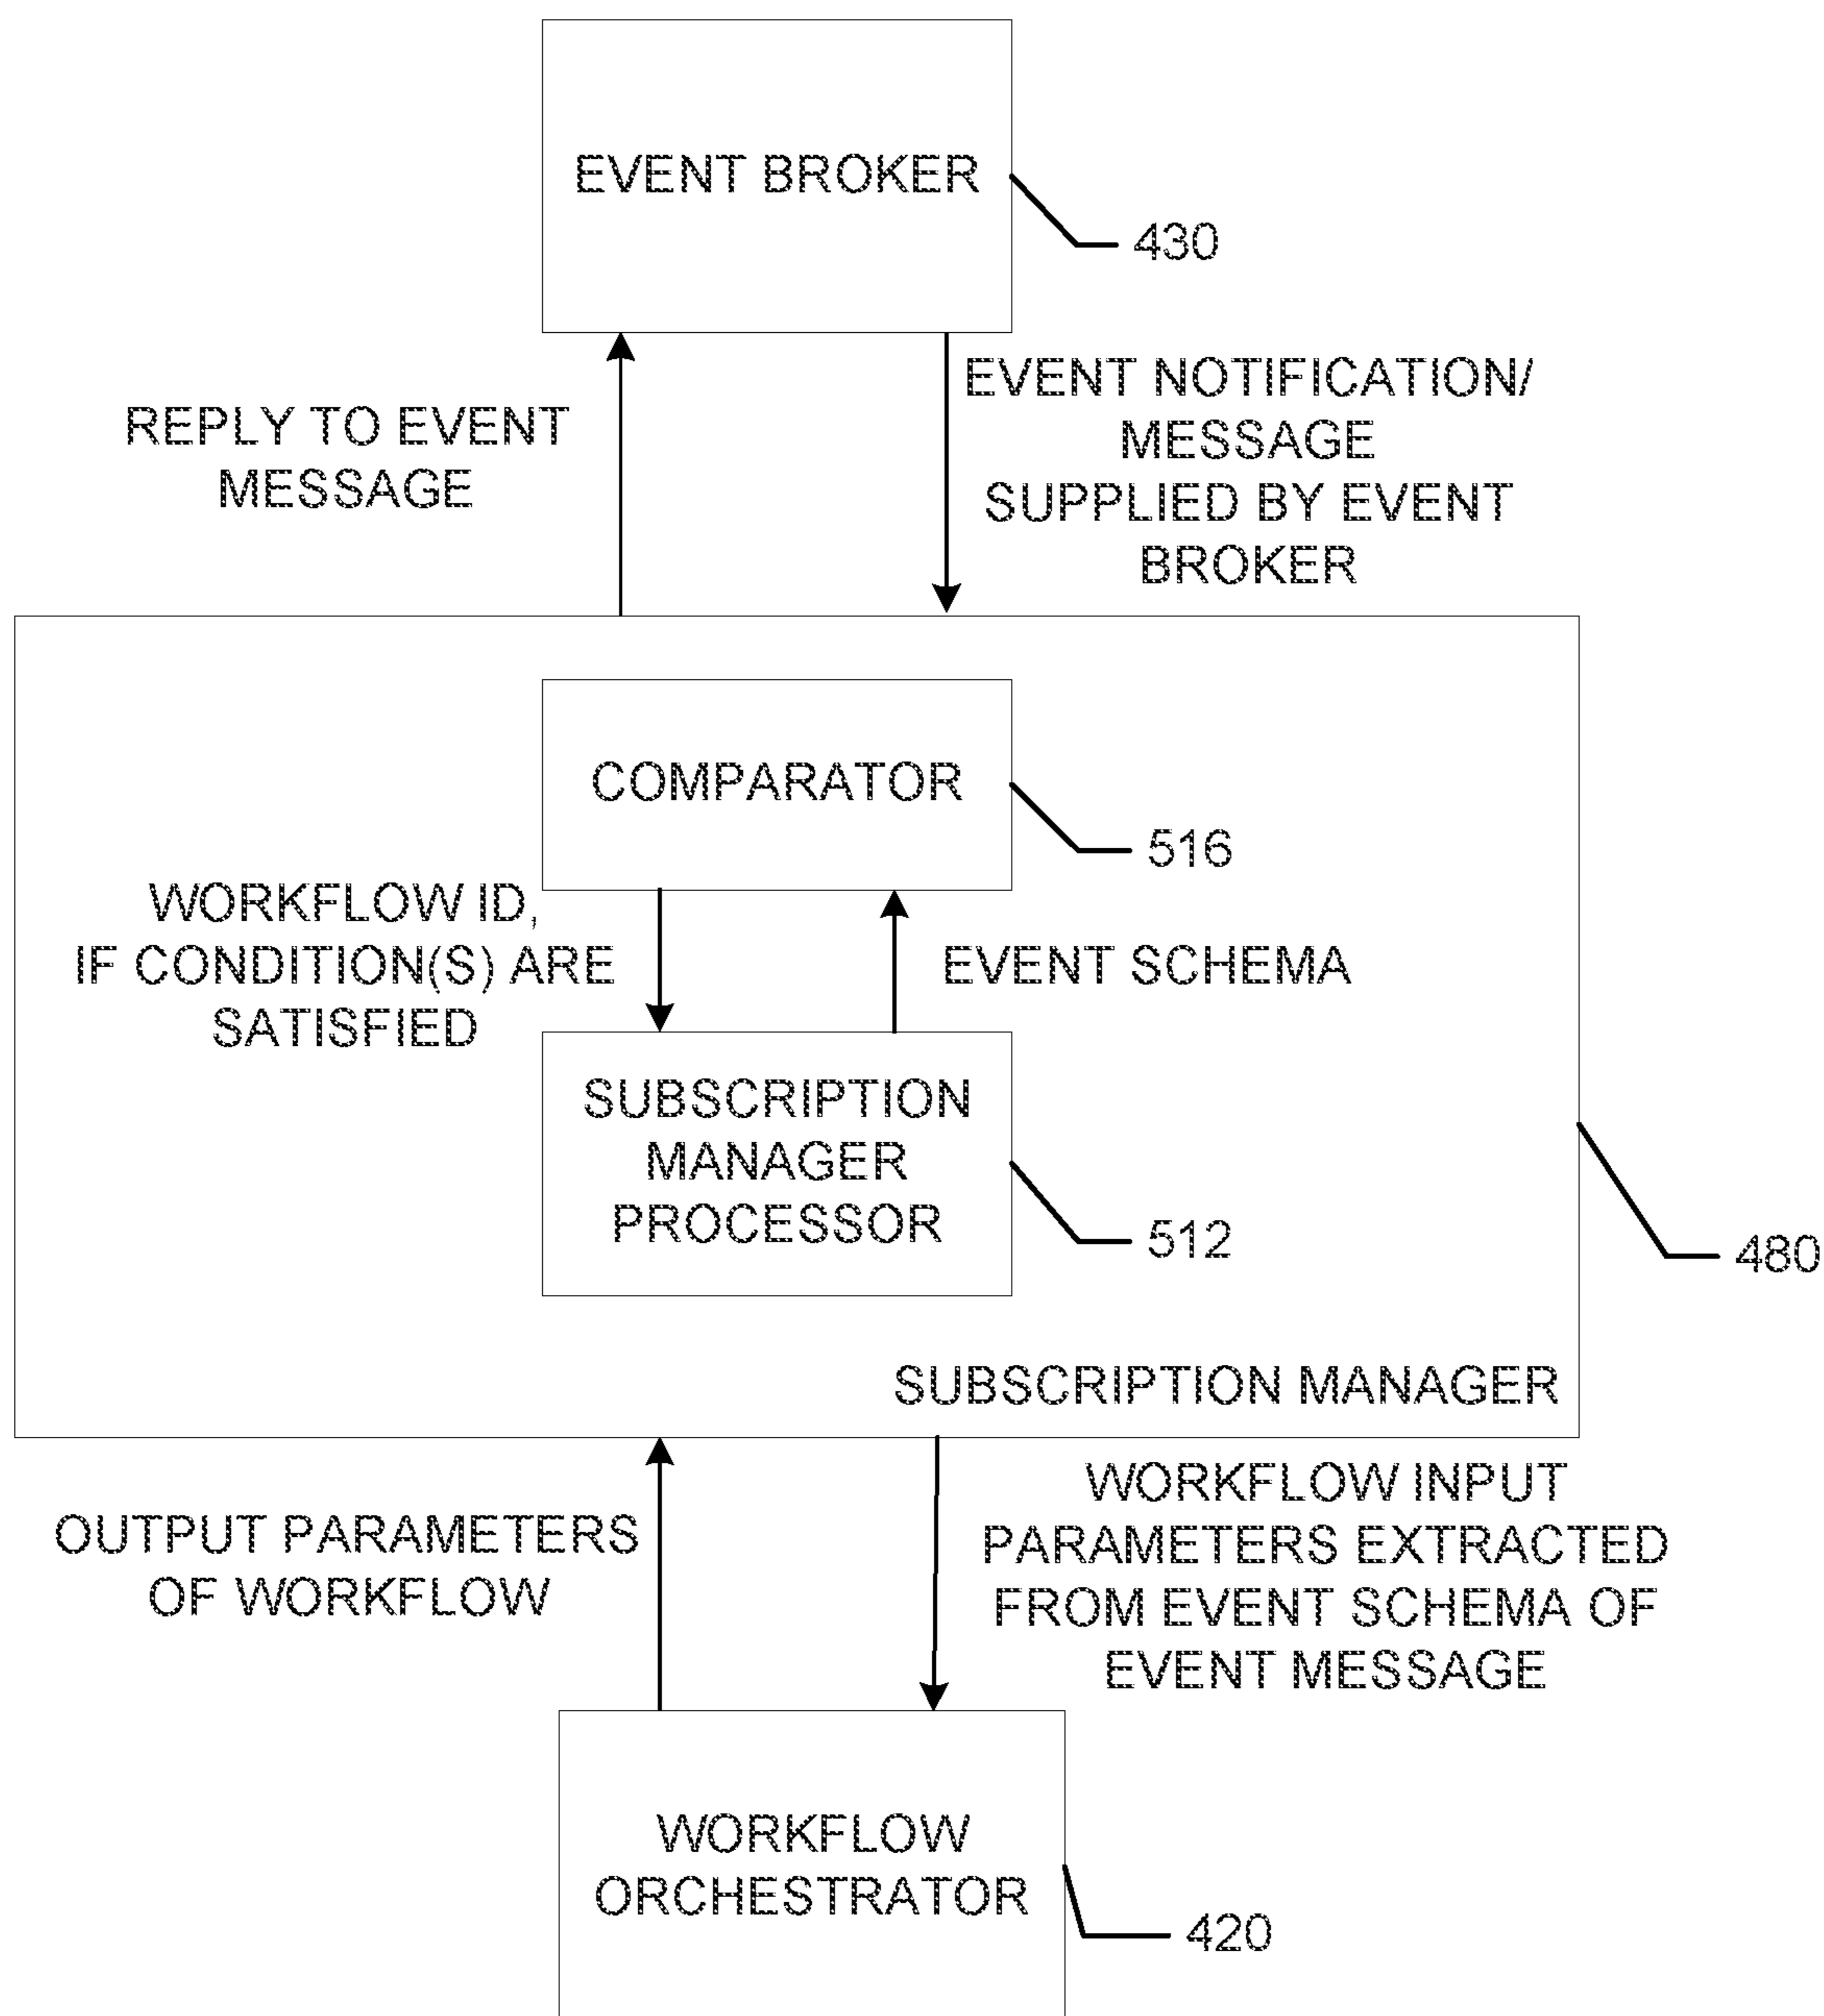 EVENT BROKER
430
REPLY TO EVENT
MESSAGE
EVENT NOTIFICATION/
MESSAGE
SUPPLIED BY EVENT
BROKER
COMPARATOR
516
WORKFLOW ID,
IF CONDITION(S) ARE
SATISFIED
EVENT SCHEMA
SUBSCRIPTION
MANAGER
PROCESSOR
512
480
SUBSCRIPTION MANAGER
OUTPUT PARAMETERS
OF WORKFLOW
WORKFLOW INPUT
PARAMETERS EXTRACTED
FROM EVENT SCHEMA OF
EVENT MESSAGE
WORKFLOW
ORCHESTRATOR
420